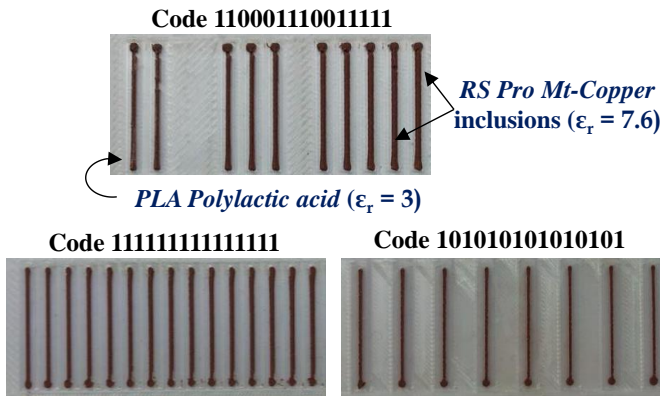 Code 110001110011111
RS Pro Mt-Copper
inclusions (εr = 7.6)
PLA Polylactic acid (εr = 3)
Code 111111111111111
Code 101010101010101